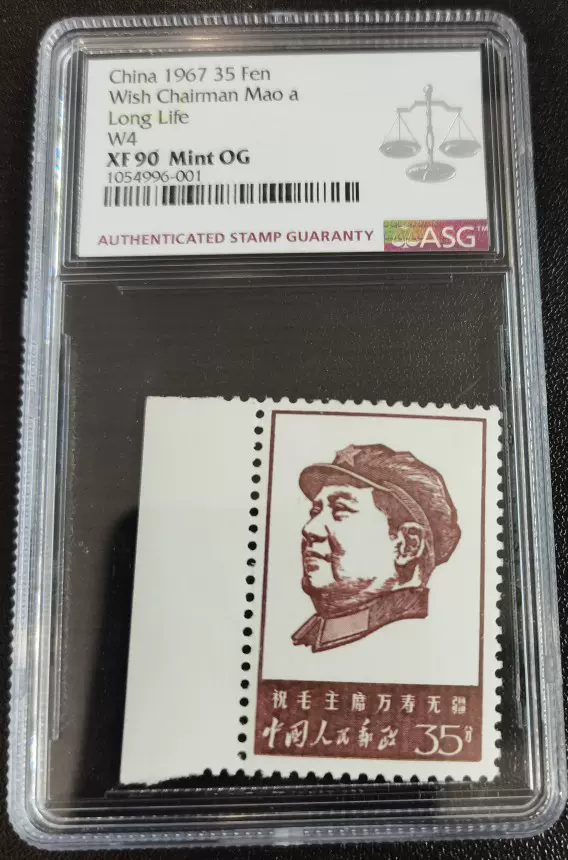 China 1967 35 Fen
Wish Chairman Mao a
Long Life
W4
XF 90 Mint OG
1054996-001
AUTHENTICATED STAMP GUARANTY
ASG™
祝毛主席万寿无疆
中国人民邮政 35分